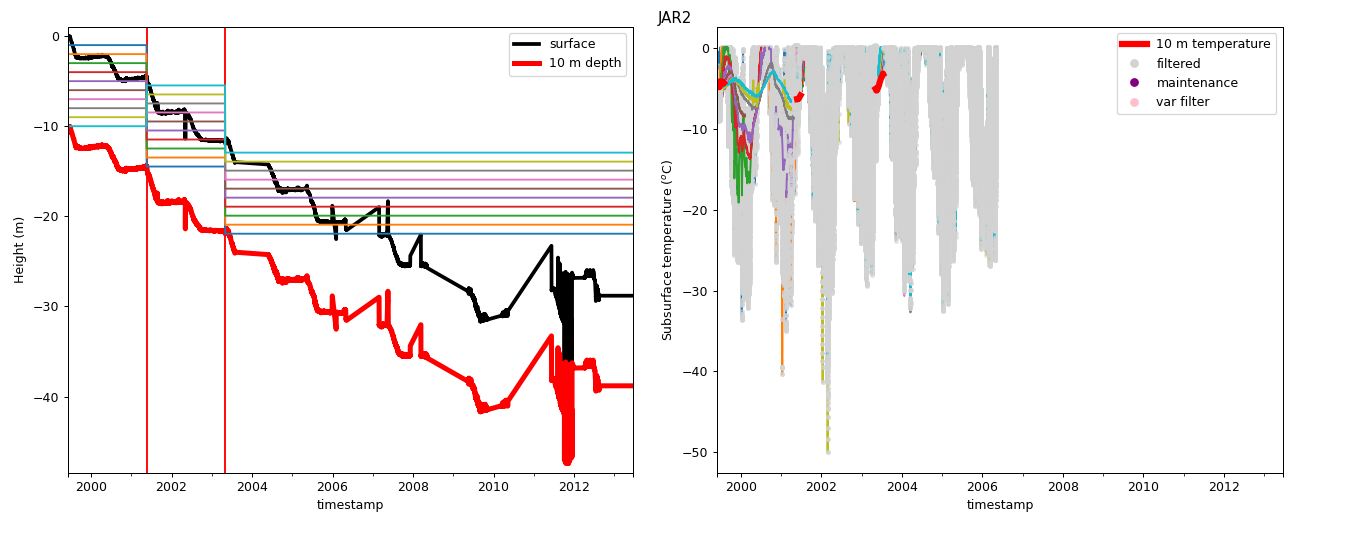 JAR2
surface
10 m depth
0
−10
−20
−30
−40
Height (m)
2000
2002
2004
2006
2008
2010
2012
timestamp
10 m temperature
filtered
maintenance
var filter
0
−10
−20
−30
−40
−50
Subsurface temperature (°C)
2000
2002
2004
2006
2008
2010
2012
timestamp